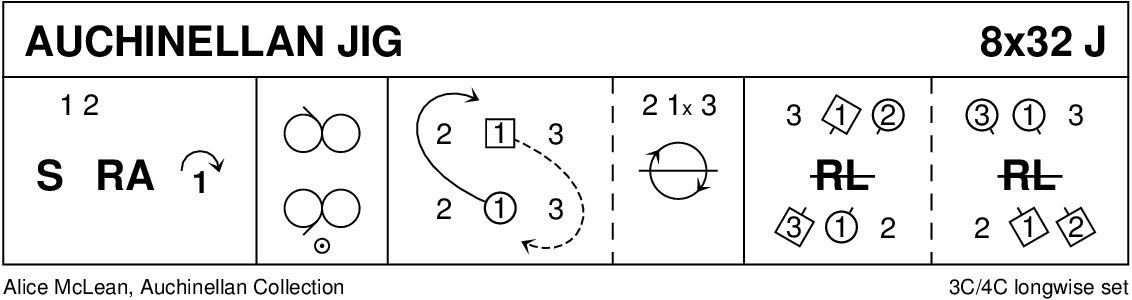 AUCHINELLAN JIG 8x32 J
1 2
S RA 1
2 1 3
2 1 3
2 1x 3
3 1 2
RL
3 1 2
3 1 3
RL
2 1 2
Alice McLean, Auchinellan Collection 3C/4C longwise set